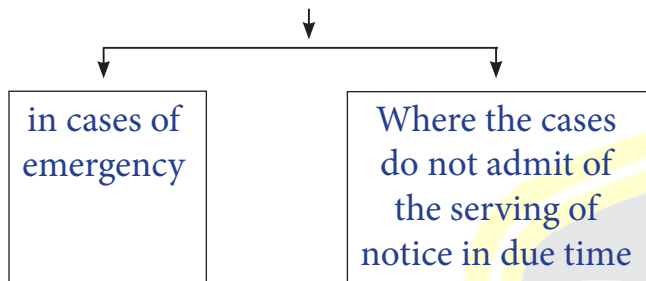 in cases of
emergency
Where the cases
do not admit of
the serving of
notice in due time